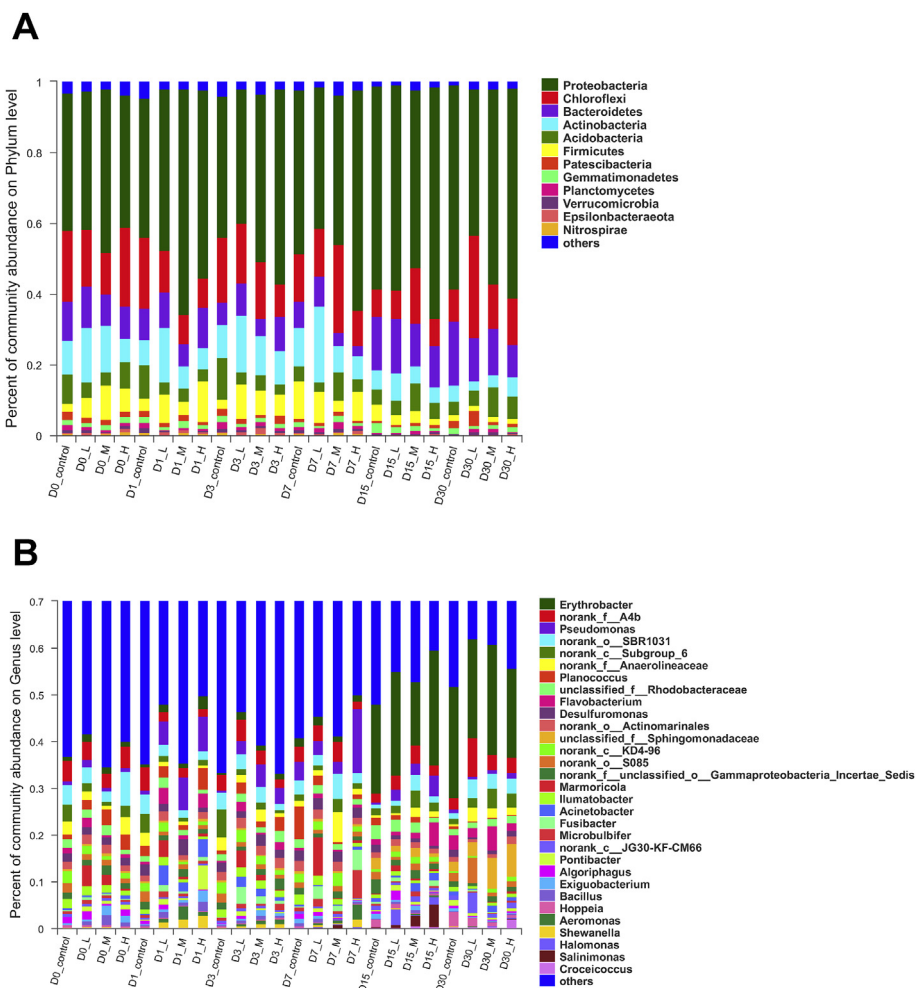 A
Percent of community abundance on Phylum level
1
0.8
0.6
0.4
0.2
0
D0_control
D0_L
D0_M
D0_H
D1_control
D1_L
D1_M
D1_H
D3_control
D3_L
D3_M
D3_H
D7_control
D7_L
D7_M
D7_H
D15_control
D15_L
D15_M
D15_H
D30_control
D30_L
D30_M
D30_H
Proteobacteria
Chloroflexi
Bacteroidetes
Actinobacteria
Acidobacteria
Firmicutes
Patescibacteria
Gemmatimonadetes
Planctomycetes
Verrucomicrobia
Epsilonbacteraeota
Nitrospirae
others
B
Percent of community abundance on Genus level
0.7
0.6
0.5
0.4
0.3
0.2
0.1
0
D0_control
D0_L
D0_M
D0_H
D1_control
D1_L
D1_M
D1_H
D3_control
D3_L
D3_M
D3_H
D7_control
D7_L
D7_M
D7_H
D15_control
D15_L
D15_M
D15_H
D30_control
D30_L
D30_M
D30_H
Erythrobacter
norank_f__A4b
Pseudomonas
norank_o__SBR1031
norank_c__Subgroup_6
norank_f__Anaerolineaceae
Planococcus
unclassified_f__Rhodobacteraceae
Flavobacterium
Desulfuromonas
norank_o__Actinomarinales
unclassified_f__Sphingomonadaceae
norank_c__KD4-96
norank_o__S085
norank_f__unclassified_o__Gammaproteobacteria_Incertae_Sedis
Marmoricola
Ilumatobacter
Acinetobacter
Fusibacter
Microbulbifer
norank_c__JG30-KF-CM66
Pontibacter
Algoriphagus
Exiguobacterium
Bacillus
Hoppeia
Aeromonas
Shewanella
Halomonas
Salinimonas
Croceicoccus
others